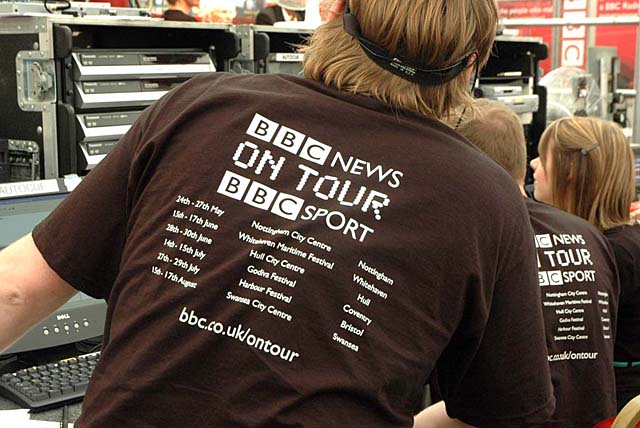 AUTOCUE
AUTOCUE
BBC
DELL
BBC NEWS
ON TOUR
BBC SPORT
24th - 27th May Nottingham City Centre Nottingham
15th - 17th June Whitehaven Maritime Festival Whitehaven
28th - 30th June Hull City Centre Hull
14th - 15th July Godiva Festival Coventry
27th - 29th July Harbour Festival Bristol
15th - 17th August Swansea City Centre Swansea
bbc.co.uk/ontour
NEWS
ON TOUR
SPORT
Nottingham City Centre
Whitehaven Maritime Festival
Hull City Centre
Godiva Festival
Harbour Festival
Swansea City Centre
co.uk/ontour